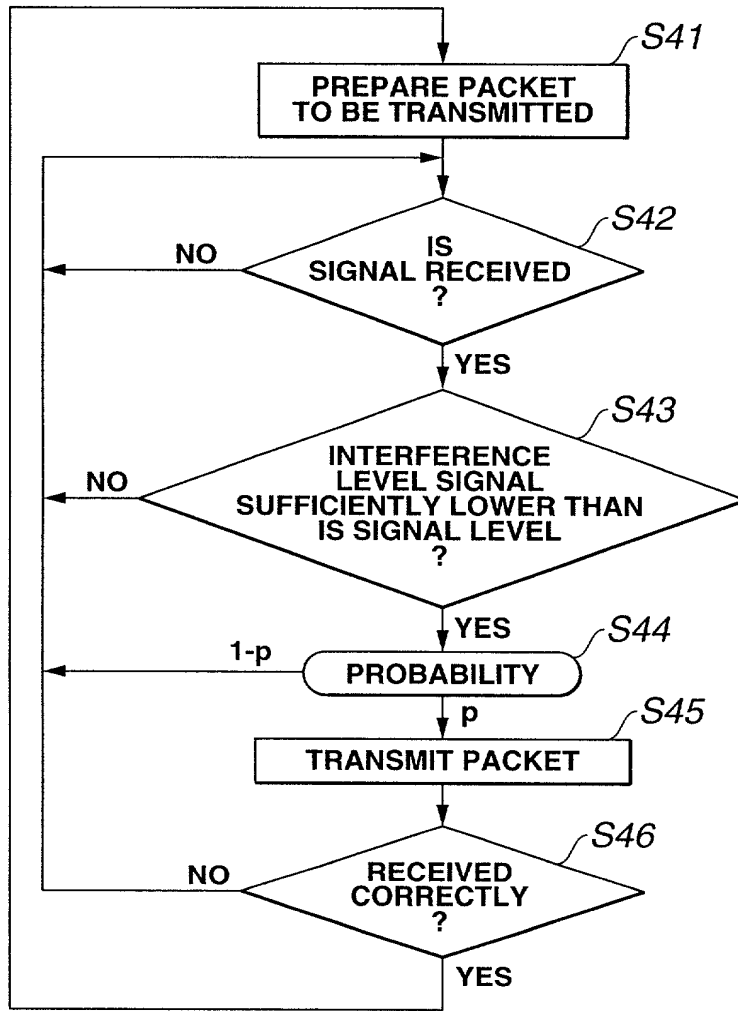 S41
PREPARE PACKET
TO BE TRANSMITTED
S42
IS
SIGNAL RECEIVED
?
NO
YES
S43
INTERFERENCE
LEVEL SIGNAL
SUFFICIENTLY LOWER THAN
IS SIGNAL LEVEL
?
NO
YES
S44
1-p
PROBABILITY
p
S45
TRANSMIT PACKET
S46
RECEIVED
CORRECTLY
?
NO
YES